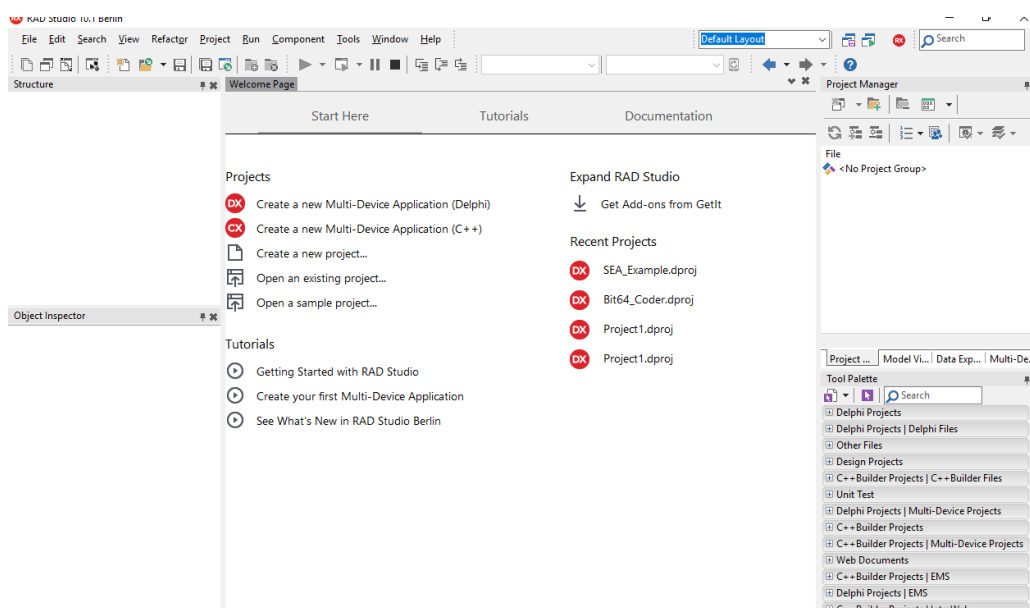 RAD Studio 10.1 Berlin
File Edit Search View Refactor Project Run Component Tools Window Help
Default Layout
Search
Structure
Welcome Page
Start Here Tutorials Documentation
Projects
DX Create a new Multi-Device Application (Delphi)
CX Create a new Multi-Device Application (C++)
Create a new project...
Open an existing project...
Open a sample project...
Tutorials
Getting Started with RAD Studio
Create your first Multi-Device Application
See What's New in RAD Studio Berlin
Expand RAD Studio
Get Add-ons from GetIt
Recent Projects
DX SEA_Example.dproj
DX Bit64_Coder.dproj
DX Project1.dproj
DX Project1.dproj
Object Inspector
Project Manager
File
<No Project Group>
Project ... Model Vi... Data Exp... Multi-De...
Tool Palette
Search
Delphi Projects
Delphi Projects | Delphi Files
Other Files
Design Projects
C++Builder Projects | C++Builder Files
Unit Test
Delphi Projects | Multi-Device Projects
C++Builder Projects
C++Builder Projects | Multi-Device Projects
Web Documents
C++Builder Projects | EMS
Delphi Projects | EMS